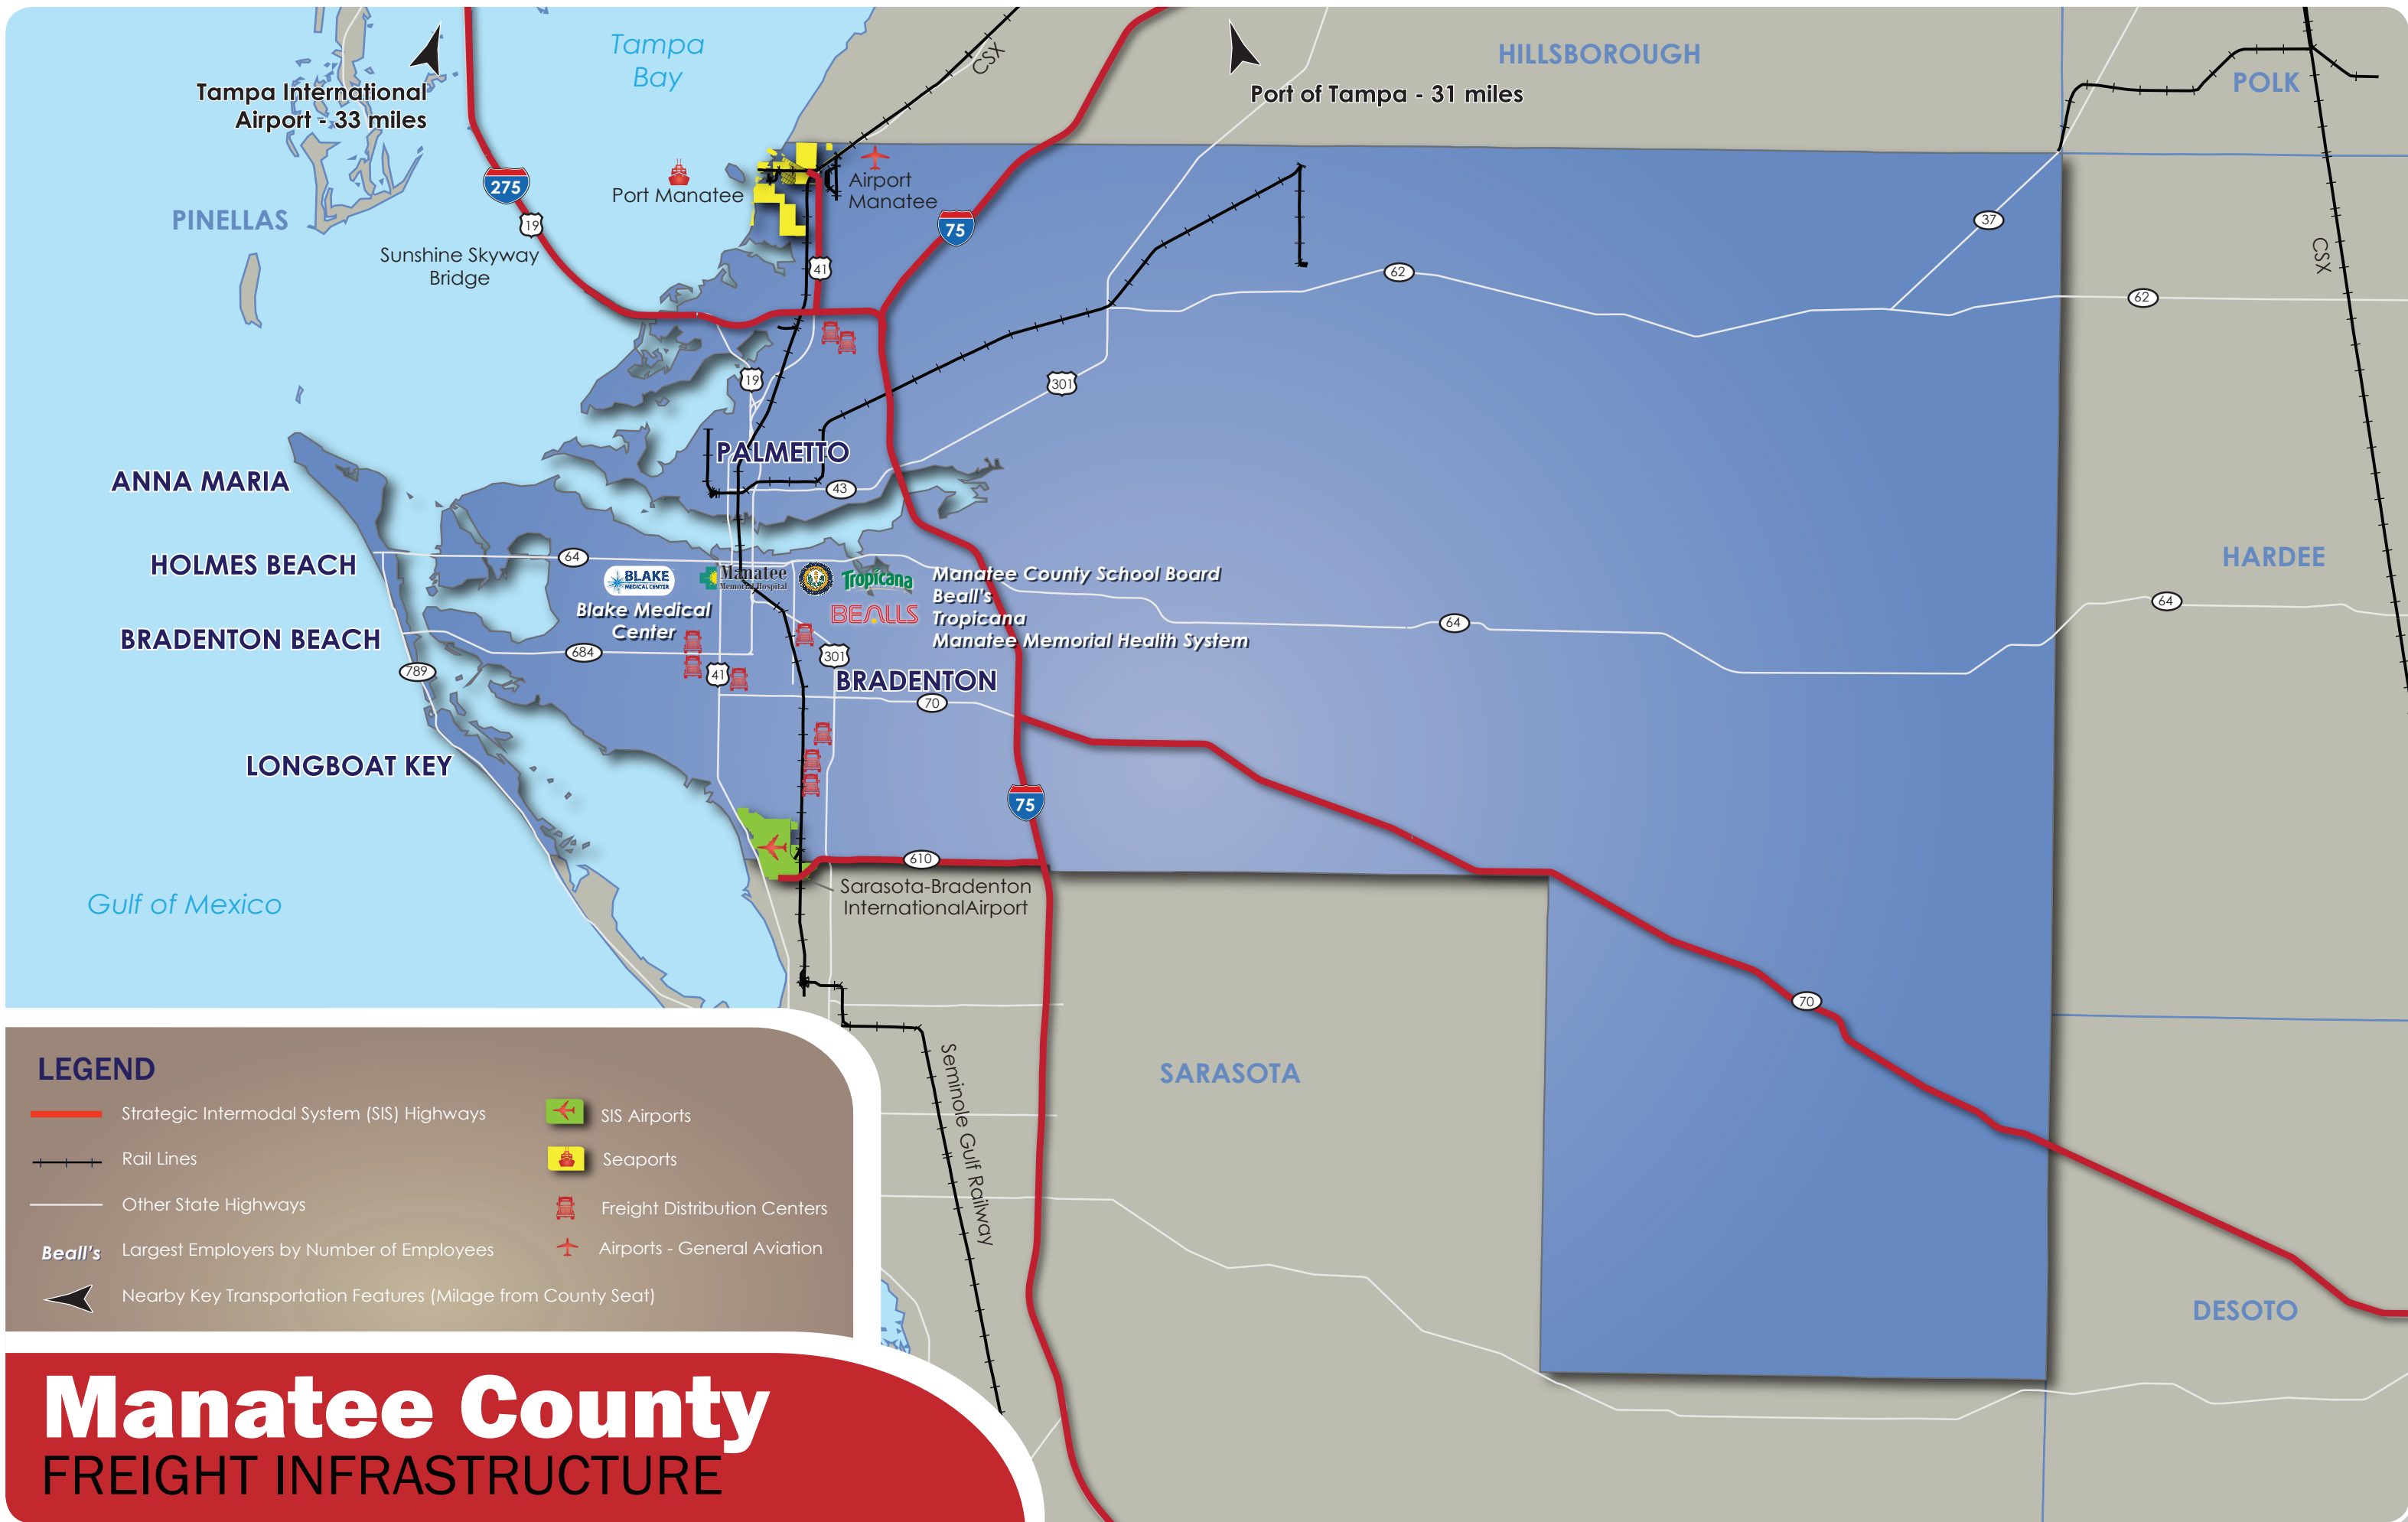 Tampa
Bay
CSX
HILLSBOROUGH
POLK
Tampa International
Airport - 33 miles
Port of Tampa - 31 miles
275
19
Port Manatee
Airport
Manatee
PINELLAS
75
37
Sunshine Skyway
Bridge
41
62
62
CSX
19
301
PALMETTO
ANNA MARIA
43
HOLMES BEACH
64
HARDEE
BLAKE
MEDICAL CENTER
Manatee
Memorial Hospital
Tropicana
BEALLS
Manatee County School Board
Beall's
Tropicana
Manatee Memorial Health System
Blake Medical
Center
64
64
BRADENTON BEACH
684
301
789
41
BRADENTON
70
LONGBOAT KEY
75
610
Sarasota-Bradenton
InternationalAirport
Gulf of Mexico
70
SARASOTA
Seminole Gulf Railway
DESOTO
LEGEND
Strategic Intermodal System (SIS) Highways
SIS Airports
Rail Lines
Seaports
Other State Highways
Freight Distribution Centers
Beall's
Largest Employers by Number of Employees
Airports - General Aviation
Nearby Key Transportation Features (Milage from County Seat)
Manatee County
FREIGHT INFRASTRUCTURE